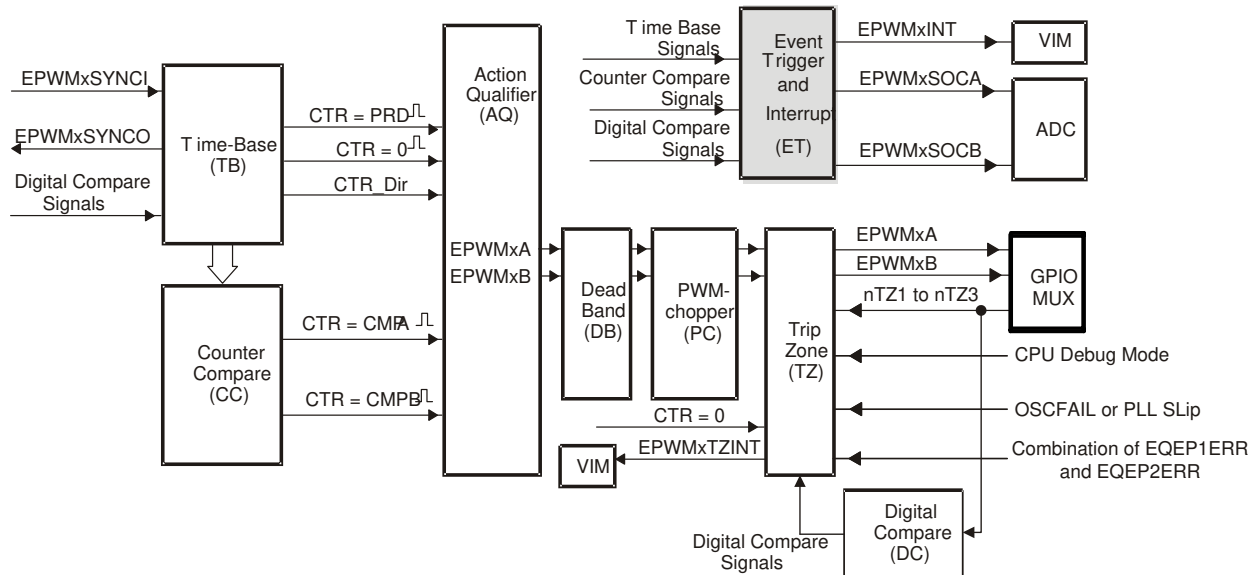 EPWMxSYNCI
EPWMxSYNCO
Digital Compare
Signals
Time-Base
(TB)
CTR = PRD
CTR = 0
CTR_Dir
Counter
Compare
(CC)
CTR = CMPA
CTR = CMPB
Action
Qualifier
(AQ)
EPWMxA
EPWMxB
Time Base
Signals
Counter Compare
Signals
Digital Compare
Signals
Event
Trigger
and
Interrupt
(ET)
EPWMxINT
EPWMxSOCA
EPWMxSOCB
VIM
ADC
Dead
Band
(DB)
PWM-
chopper
(PC)
Trip
Zone
(TZ)
EPWMxA
EPWMxB
nTZ1 to nTZ3
GPIO
MUX
CPU Debug Mode
OSCFAIL or PLL SLip
Combination of EQEP1ERR
and EQEP2ERR
CTR = 0
EPWMxTZINT
VIM
Digital Compare
Signals
Digital
Compare
(DC)